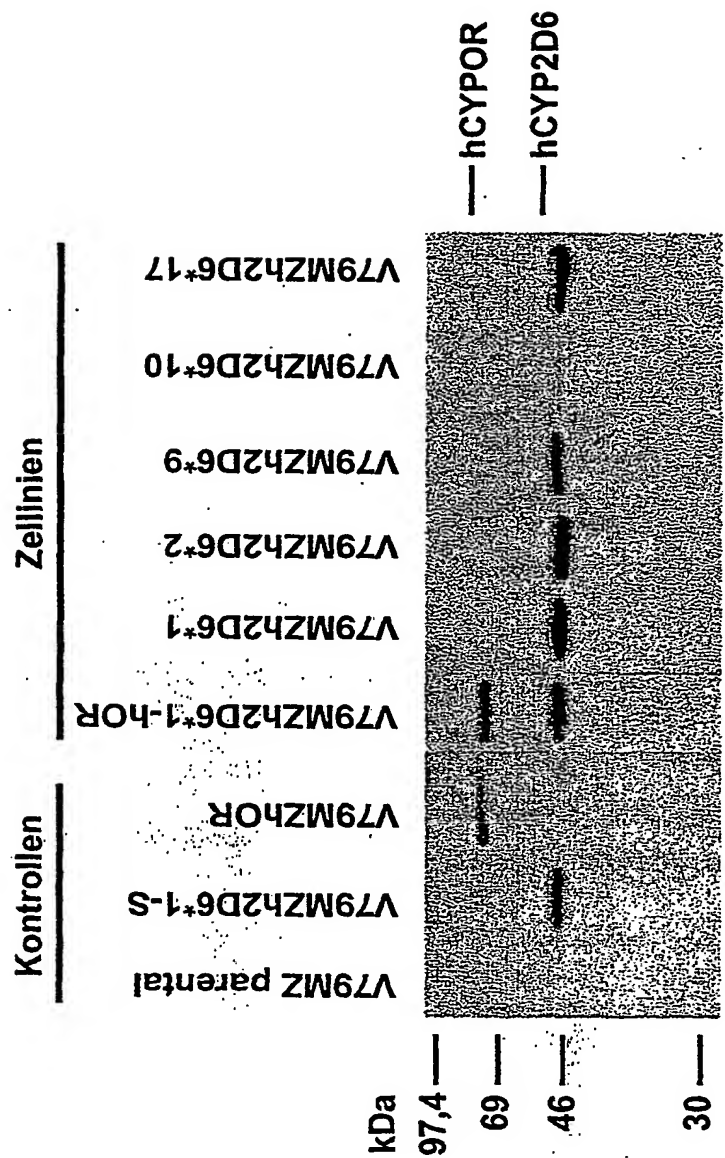 Kontrollen
Zelllinien
V79MZ parental
V79MZh2D6*1-S
V79MZhOR
V79MZh2D6*1-hOR
V79MZh2D6*1
V79MZh2D6*2
V79MZh2D6*9
V79MZh2D6*10
V79MZh2D6*17
kDa
97,4
69
46
30
hCYPOR
hCYP2D6